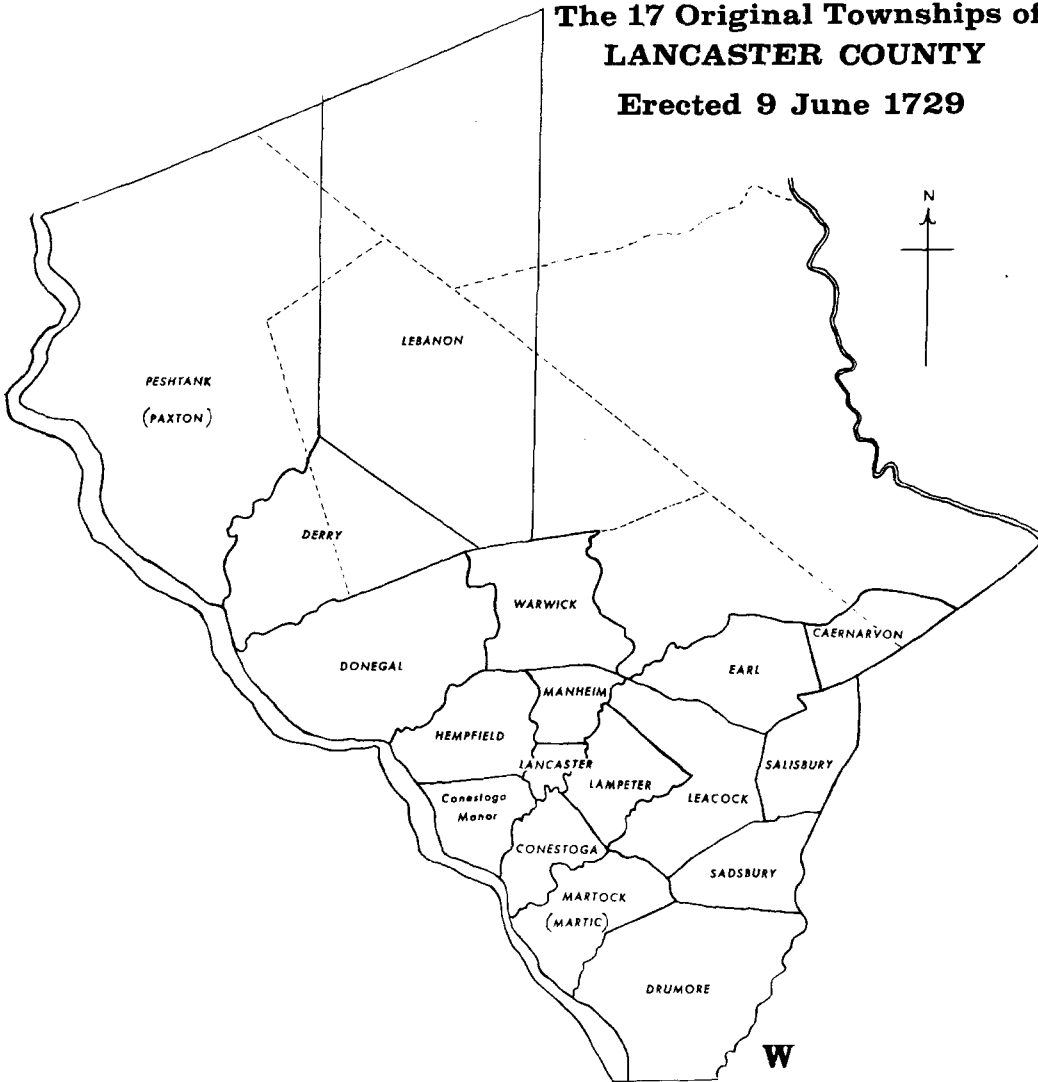 The 17 Original Townships of
LANCASTER COUNTY
Erected 9 June 1729
N
LEBANON
PESHTANK
(PAXTON)
DERRY
WARWICK
CAERNARVON
DONEGAL
EARL
MANHEIM
HEMPFIELD
LANCASTER
SALISBURY
LAMPETER
LEACOCK
Conestoga
Manor
CONESTOGA
SADSBURY
MARTOCK
(MARTIC)
DRUMORE
W